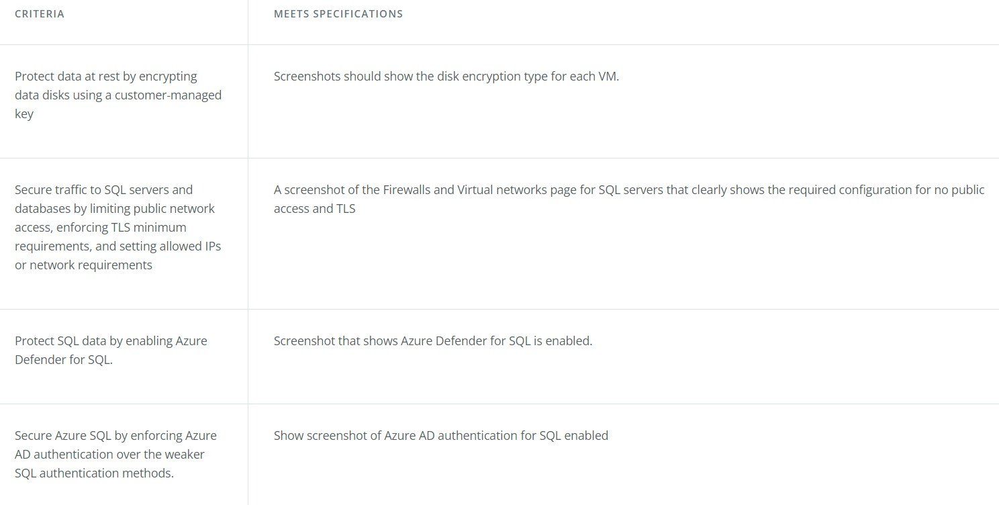 CRITERIA
MEETS SPECIFICATIONS
Protect data at rest by encrypting
data disks using a customer-managed
key
Screenshots should show the disk encryption type for each VM.
Secure traffic to SQL servers and
databases by limiting public network
access, enforcing TLS minimum
requirements, and setting allowed IPs
or network requirements
A screenshot of the Firewalls and Virtual networks page for SQL servers that clearly shows the required configuration for no public
access and TLS
Protect SQL data by enabling Azure
Defender for SQL.
Screenshot that shows Azure Defender for SQL is enabled.
Secure Azure SQL by enforcing Azure
AD authentication over the weaker
SQL authentication methods.
Show screenshot of Azure AD authentication for SQL enabled